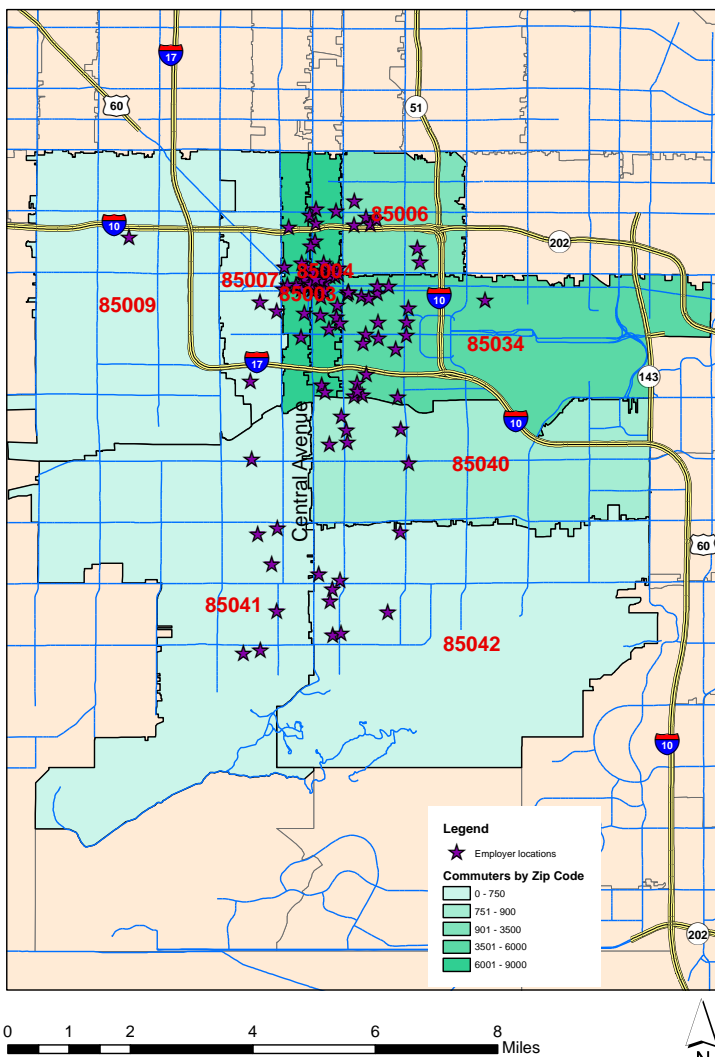 17
60
51
85006
10
202
85007
85004
85003
85009
10
85034
17
143
10
Central Avenue
85040
60
85041
85042
10
Legend
Employer locations
Commuters by Zip Code
0 - 750
751 - 900
901 - 3500
3501 - 6000
6001 - 9000
202
0 1 2 4 6 8 Miles
N